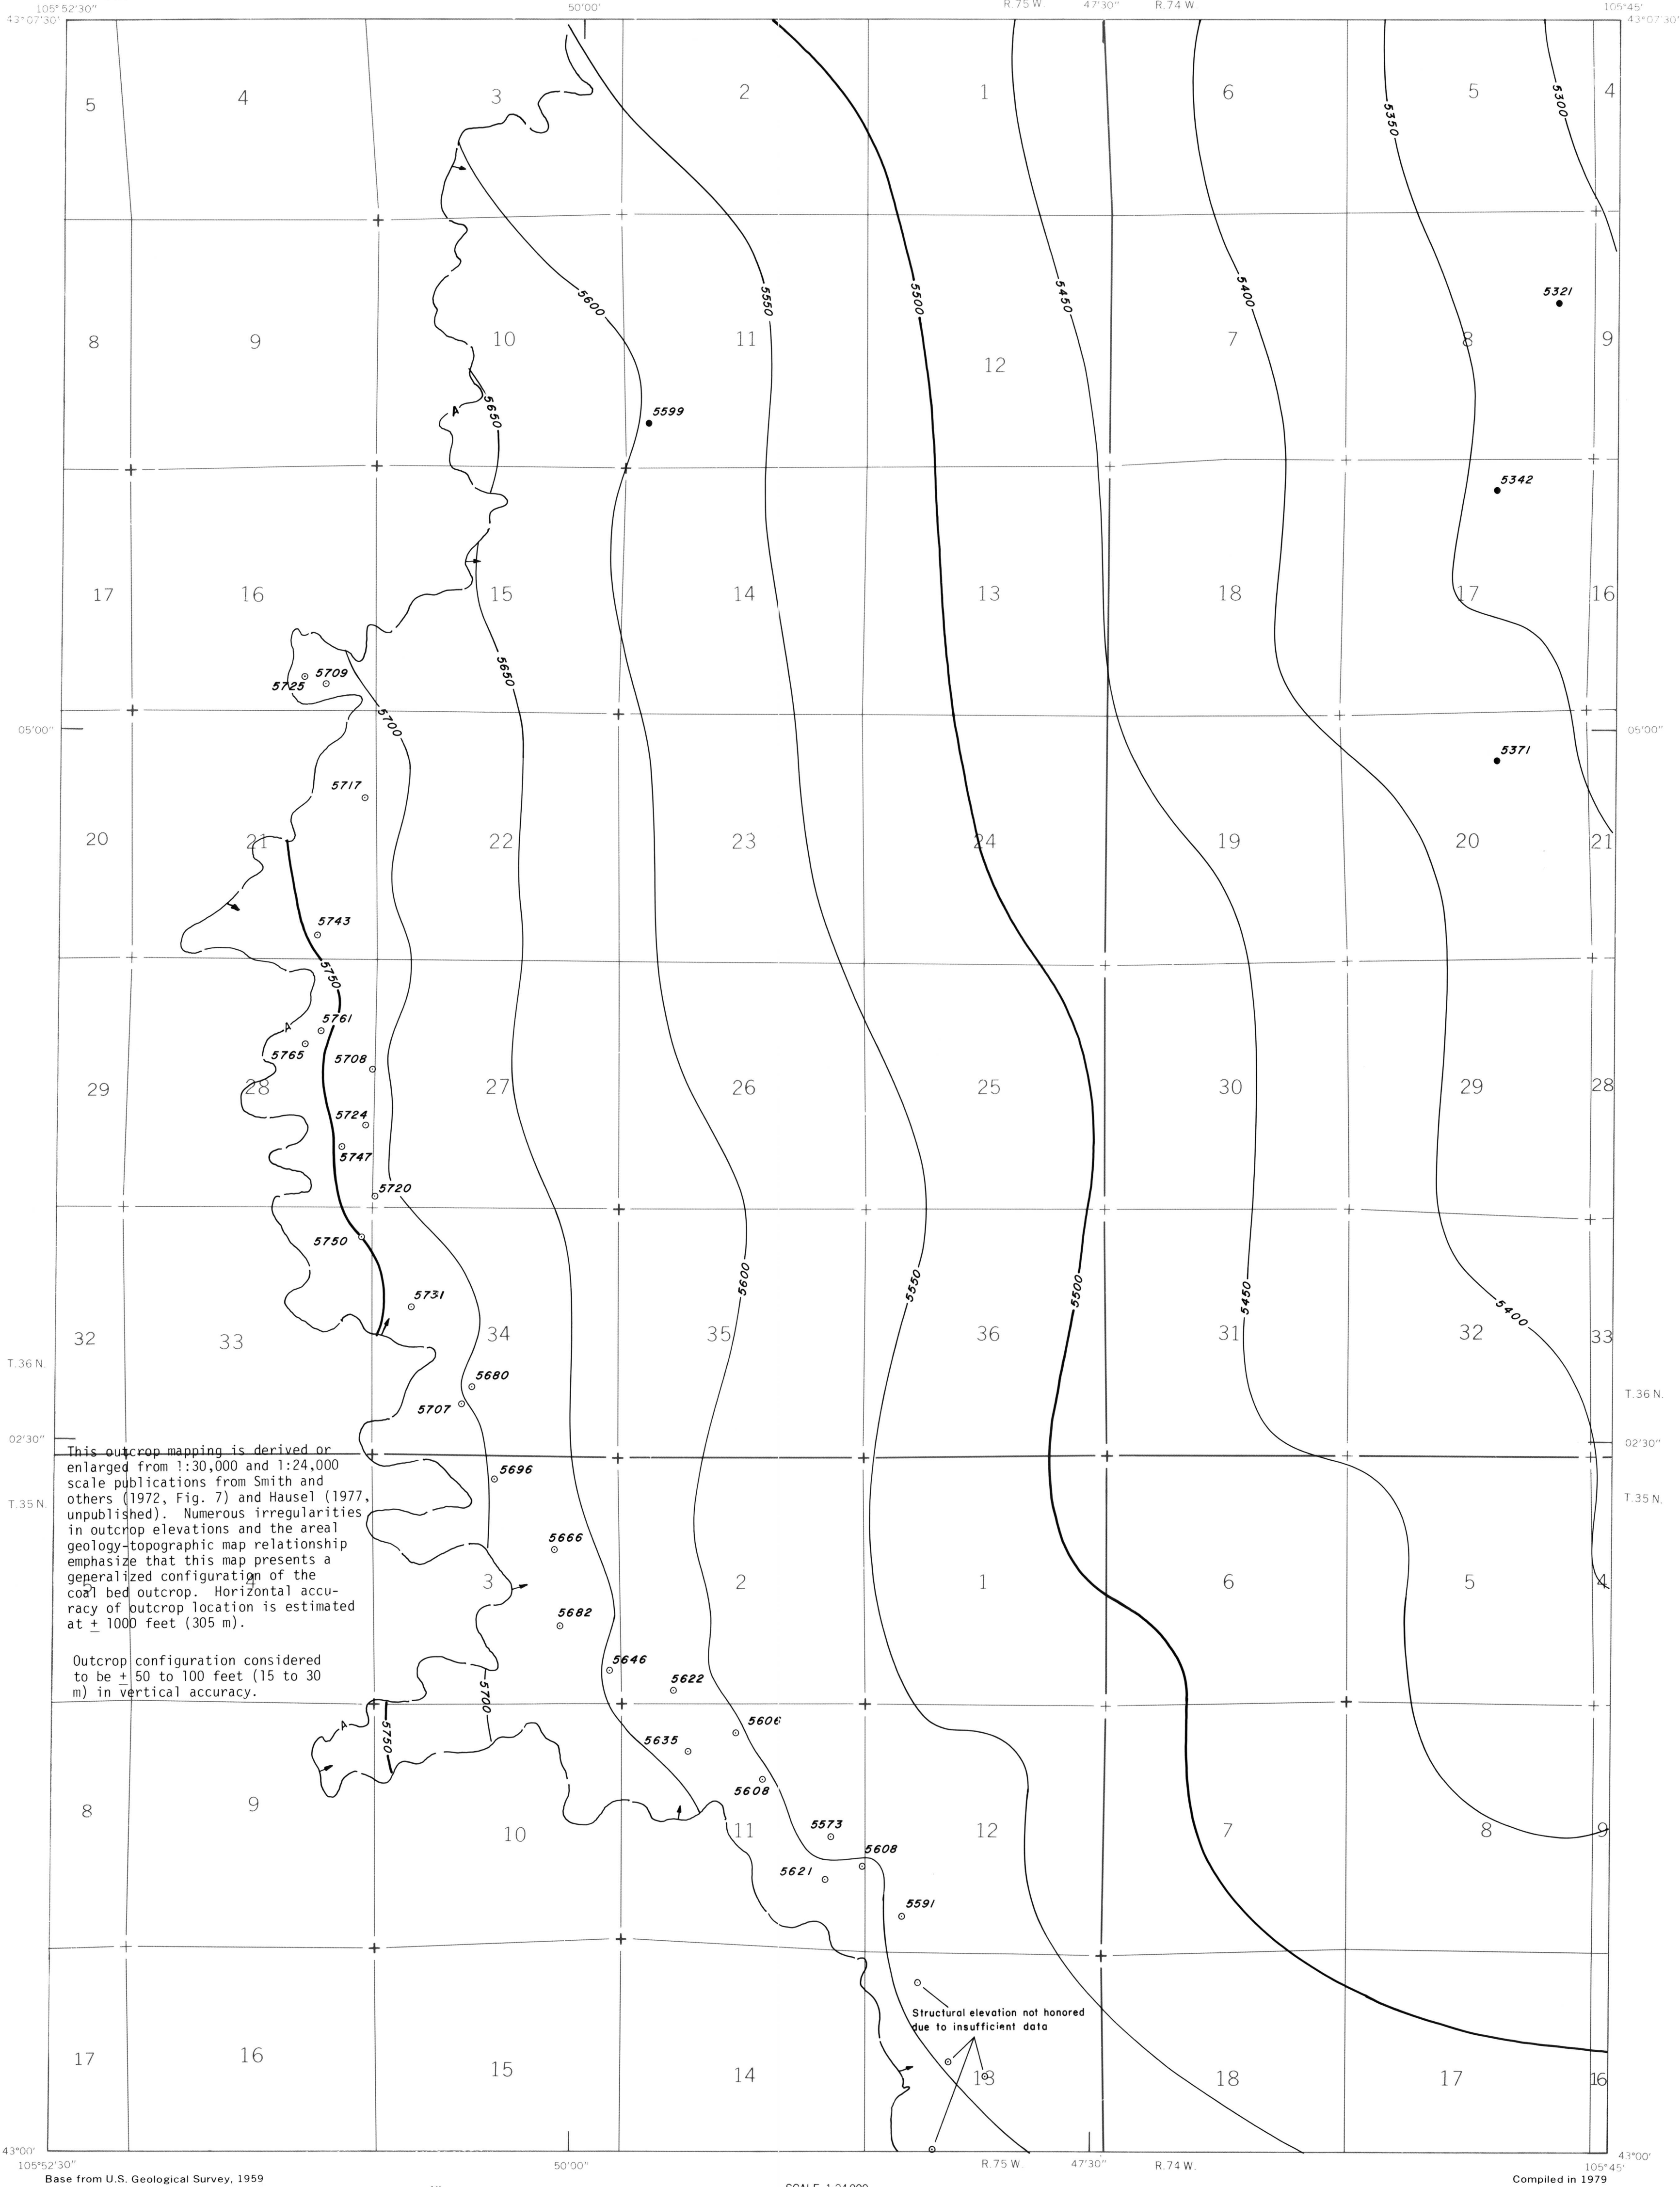 105°52'30" 50'00' R.75 W. 47'30" R.74 W. 105°45'
43°07'30" 43°07'30"
5 4 3 2 1 6 5 4
5300
5350
5321
5600 5550 5500 5450 5400
8 9 10 11 12 7 8 9
A 5650 5599
5342
17 16 15 14 13 18 17 16
5725 5709 5650
5700
05'00" 05'00"
5371
5717
20 21 22 23 24 19 20 21
5743
5750
A 5761
5765 5708
29 28 27 26 25 30 29 28
5724
5747
5720
5750
5600 5550 5500 5450 5400
5731
32 33 34 35 36 31 32 33
T.36 N. T.36 N.
5680
5707
02'30" 02'30"
This outcrop mapping is derived or
enlarged from 1:30,000 and 1:24,000
scale publications from Smith and
others (1972, Fig. 7) and Hausel (1977,
unpublished). Numerous irregularities
in outcrop elevations and the areal
geology-topographic map relationship
emphasize that this map presents a
generalized configuration of the
coal bed outcrop. Horizontal accu-
racy of outcrop location is estimated
at ± 1000 feet (305 m).
5696
T.35 N. T.35 N.
5666
5 4 3 2 1 6 5 4
5682
Outcrop configuration considered
to be ± 50 to 100 feet (15 to 30
m) in vertical accuracy.
5646
5622
5700
A 5750 5635 5606
5608
8 9 10 11 12 7 8 9
5573
5608
5621
5591
Structural elevation not honored
due to insufficient data
17 16 15 14 13 18 17 16
43°00' 43°00'
105°52'30" 50'00" R.75 W. 47'30" R.74 W. 105°45'
Base from U.S. Geological Survey, 1959 Compiled in 1979
SCALE 1:24000